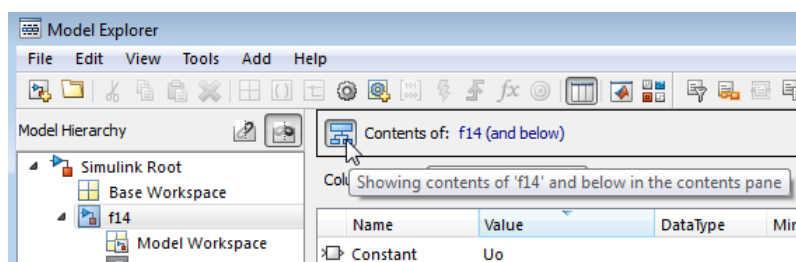 Model Explorer
File Edit View Tools Add Help
fx
Model Hierarchy
Contents of: f14 (and below)
Simulink Root
Showing contents of 'f14' and below in the contents pane
Base Workspace
f14
Name Value DataType
Model Workspace
Constant Uo